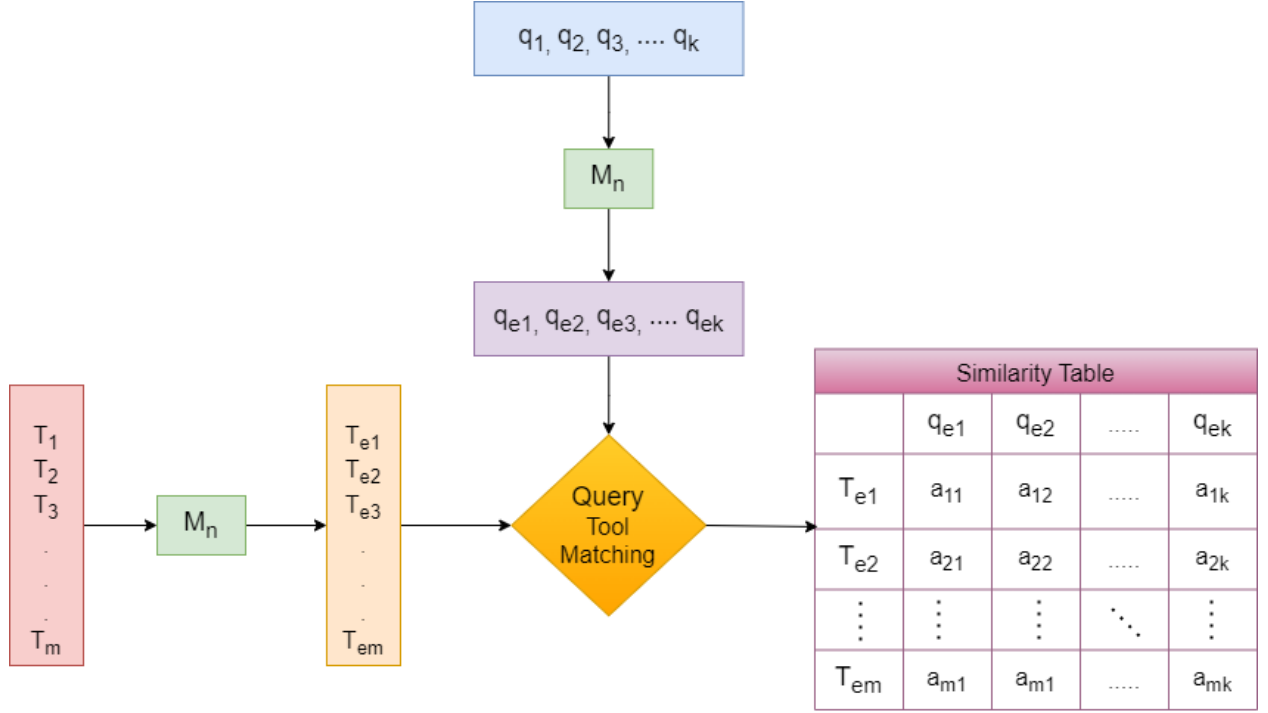 q1, q2, q3, .... qk
Mn
qe1, qe2, qe3, .... qek
T1
T2
T3
.
.
.
Tm
Mn
Te1
Te2
Te3
.
.
.
Tem
Query
Tool
Matching
Similarity Table
qe1 qe2 ..... qek
Te1 a11 a12 ..... a1k
Te2 a21 a22 ..... a2k
Tem am1 am1 ..... amk